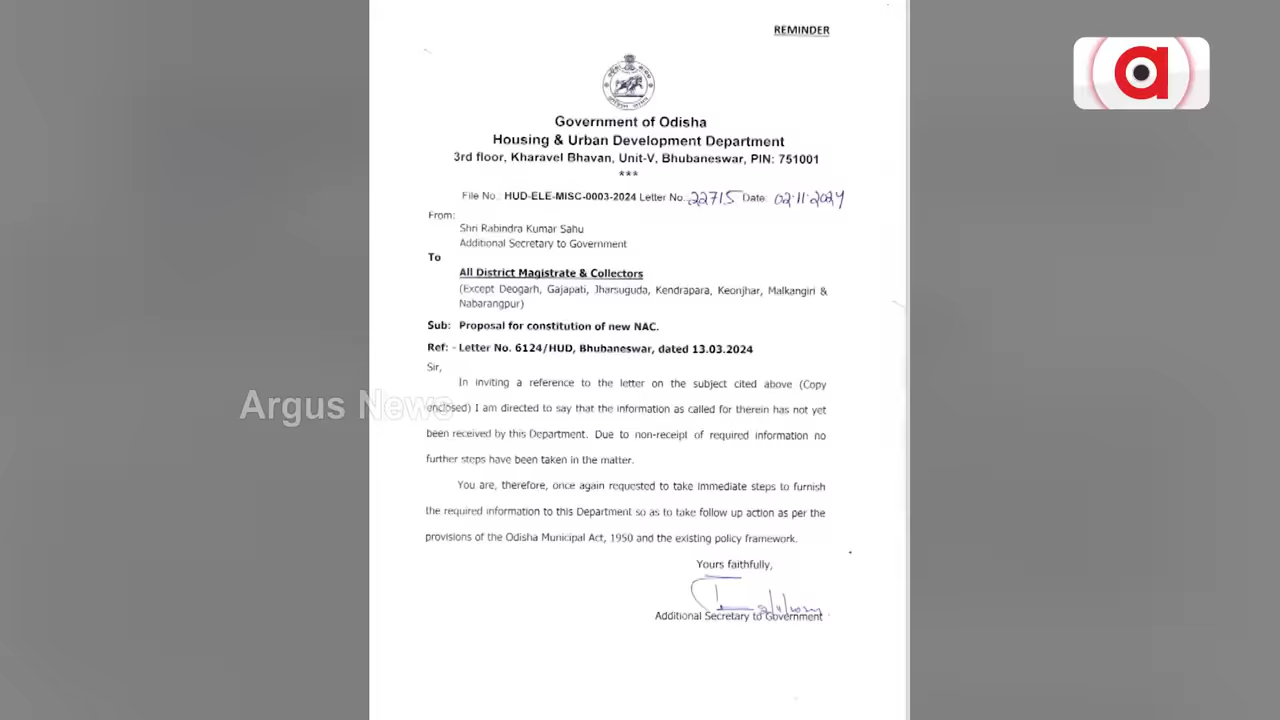 REMINDER
a
Government of Odisha
Housing & Urban Development Department
3rd floor, Kharavel Bhavan, Unit-V, Bhubaneswar, PIN: 751001
***
File No.: HUD-ELE-MISC-0003-2024 Letter No. 22715 Date: 02.11.2024
From:
Shri Rabindra Kumar Sahu
Additional Secretary to Government
To
All District Magistrate & Collectors
(Except Deogarh, Gajapati, Jharsuguda, Kendrapara, Keonjhar, Malkangiri &
Nabarangpur)
Sub: Proposal for constitution of new NAC.
Ref: - Letter No. 6124/HUD, Bhubaneswar, dated 13.03.2024
Sir,
In inviting a reference to the letter on the subject cited above (Copy
enclosed) I am directed to say that the information as called for therein has not yet
been received by this Department. Due to non-receipt of required information no
further steps have been taken in the matter.
You are, therefore, once again requested to take immediate steps to furnish
the required information to this Department so as to take follow up action as per the
provisions of the Odisha Municipal Act, 1950 and the existing policy framework.
Yours faithfully,
2/11/2024
Additional Secretary to Government
Argus News